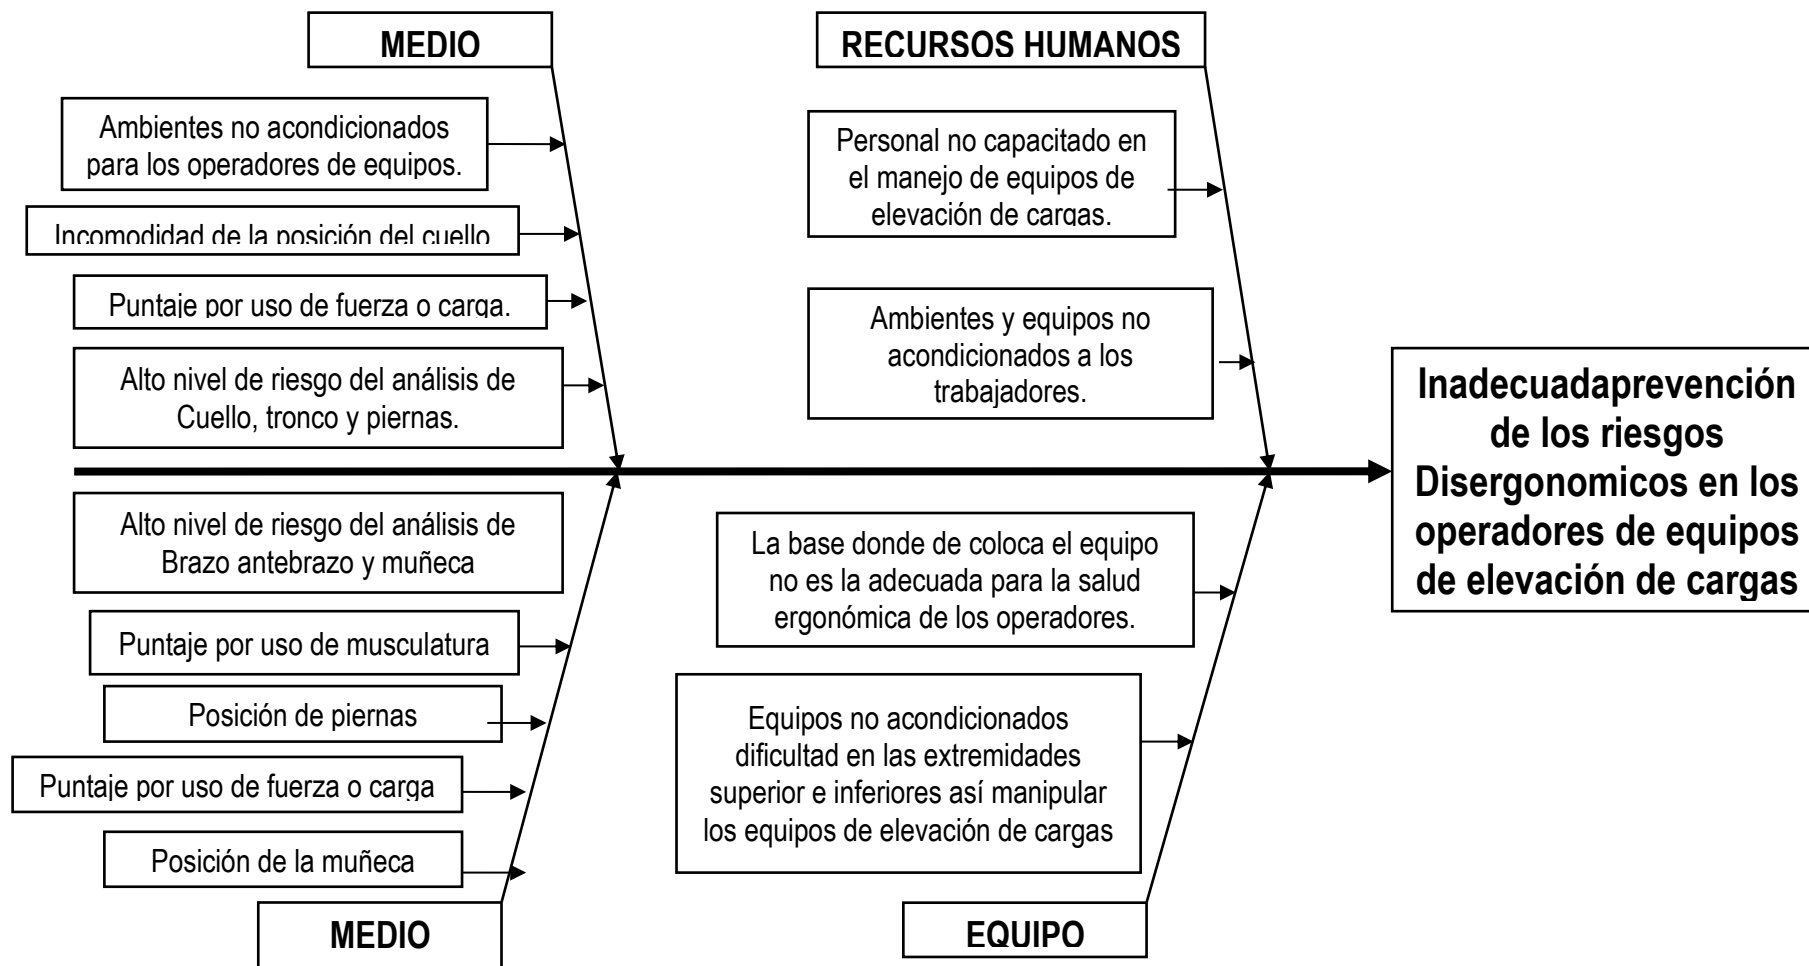 MEDIO
RECURSOS HUMANOS
Ambientes no acondicionados
para los operadores de equipos.
Incomodidad de la posición del cuello
Puntaje por uso de fuerza o carga.
Alto nivel de riesgo del análisis de
Cuello, tronco y piernas.
Personal no capacitado en
el manejo de equipos de
elevación de cargas.
Ambientes y equipos no
acondicionados a los
trabajadores.
Inadecuadaprevención
de los riesgos
Disergonomicos en los
operadores de equipos
de elevación de cargas
Alto nivel de riesgo del análisis de
Brazo antebrazo y muñeca
Puntaje por uso de musculatura
Posición de piernas
Puntaje por uso de fuerza o carga
Posición de la muñeca
La base donde de coloca el equipo
no es la adecuada para la salud
ergonómica de los operadores.
Equipos no acondicionados
dificultad en las extremidades
superior e inferiores así manipular
los equipos de elevación de cargas
MEDIO
EQUIPO